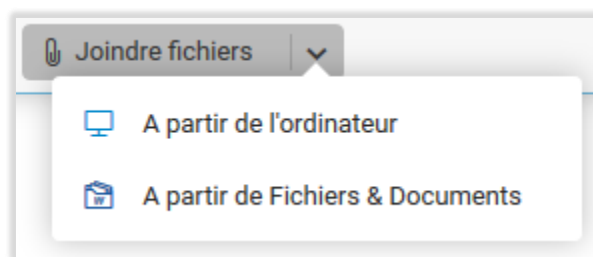 Joindre fichiers
A partir de l'ordinateur
A partir de Fichiers & Documents